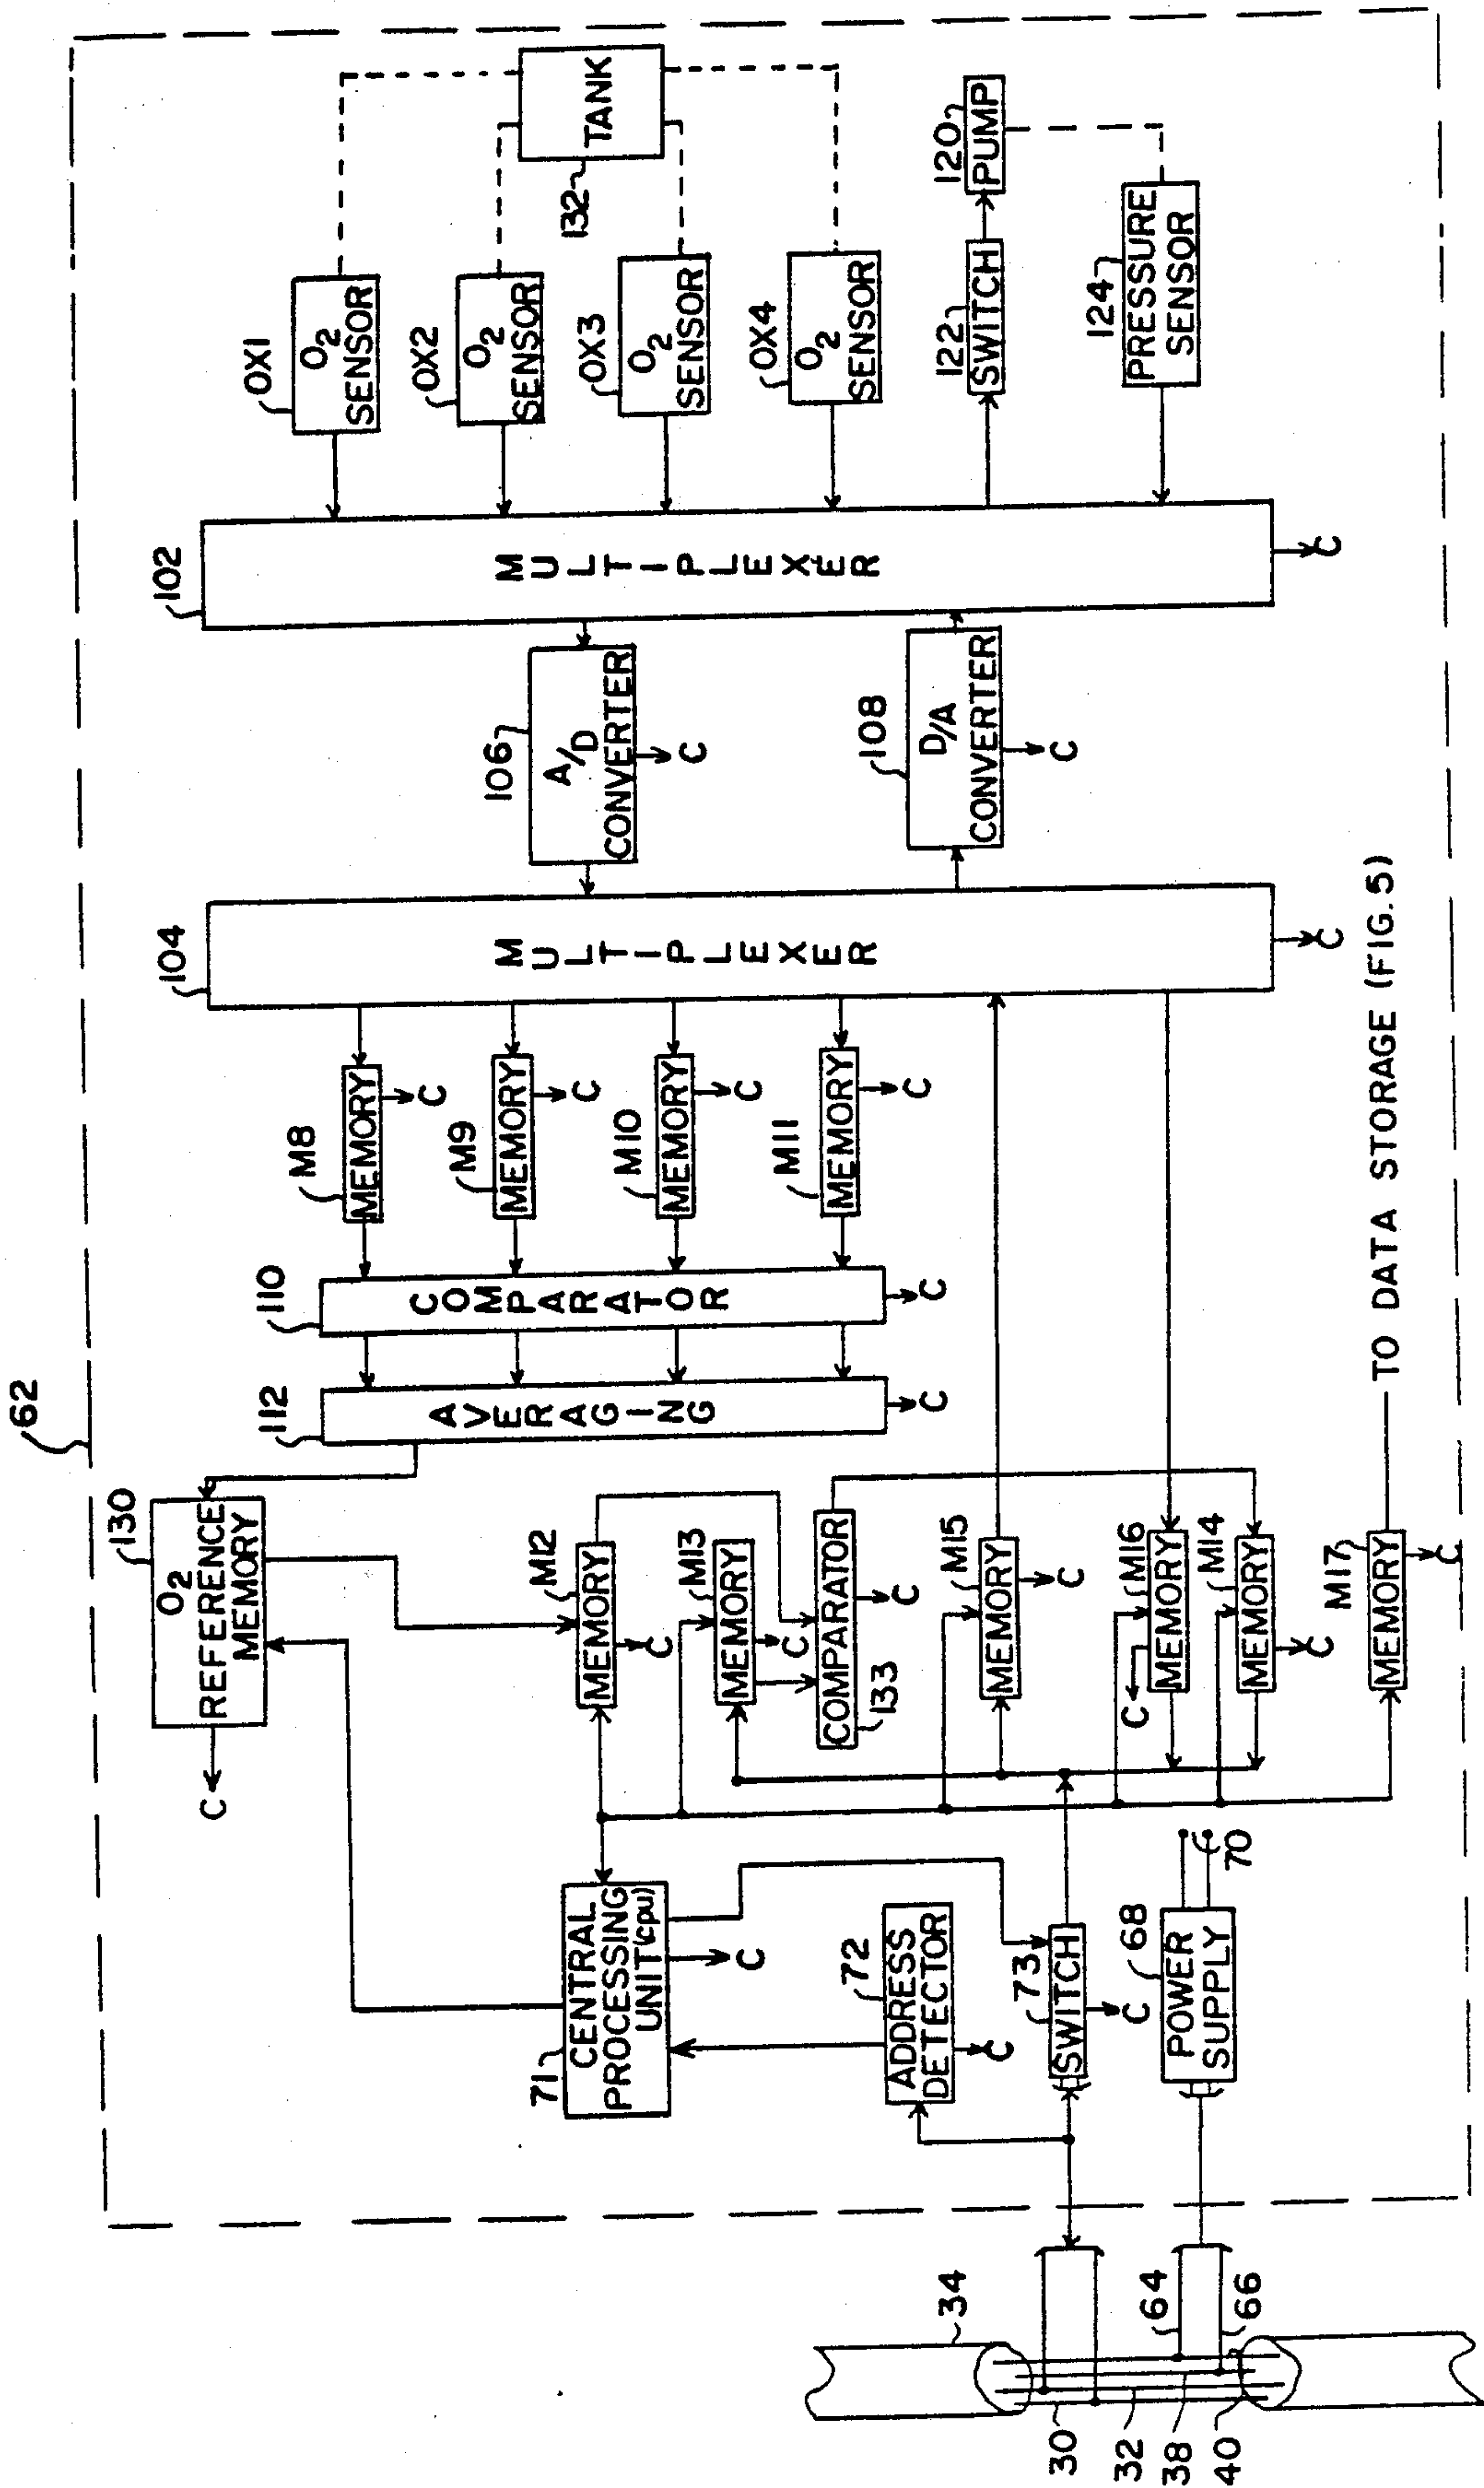 62
OX1
O2
SENSOR
OX2
O2
SENSOR
OX3
O2
SENSOR
OX4
O2
SENSOR
TANK
132
120
PUMP
122
SWITCH
124
PRESSURE
SENSOR
102
MULTIPLEXER
C
106
A/D
CONVERTER
C
108
D/A
CONVERTER
C
104
MULTIPLEXER
C
M8
MEMORY
C
M9
MEMORY
C
M10
MEMORY
C
M11
MEMORY
C
110
COMPARATOR
C
112
AVERAGING
C
130
O2
REFERENCE
MEMORY
C
M12
MEMORY
C
M13
MEMORY
C
COMPARATOR
133
C
M15
MEMORY
C
M16
MEMORY
C
M14
MEMORY
C
M17
MEMORY
C
TO DATA STORAGE (FIG.5)
71
CENTRAL
PROCESSING
UNIT (cpu)
C
72
ADDRESS
DETECTOR
C
73
SWITCH
C
68
POWER
SUPPLY
70
34
64
66
30
32
38
40